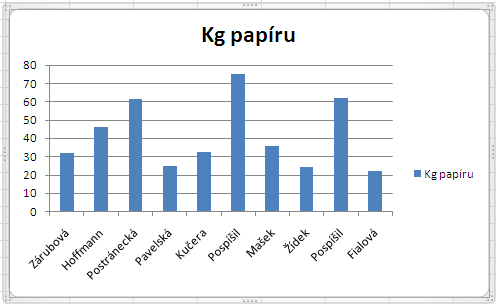 Kg papíru
80
70
60
50
40
30
20
10
0
Kg papíru
Zárubová
Hoffmann
Postránecká
Pavelská
Kučera
Pospíšil
Mašek
Žídek
Pospíšil
Fialová